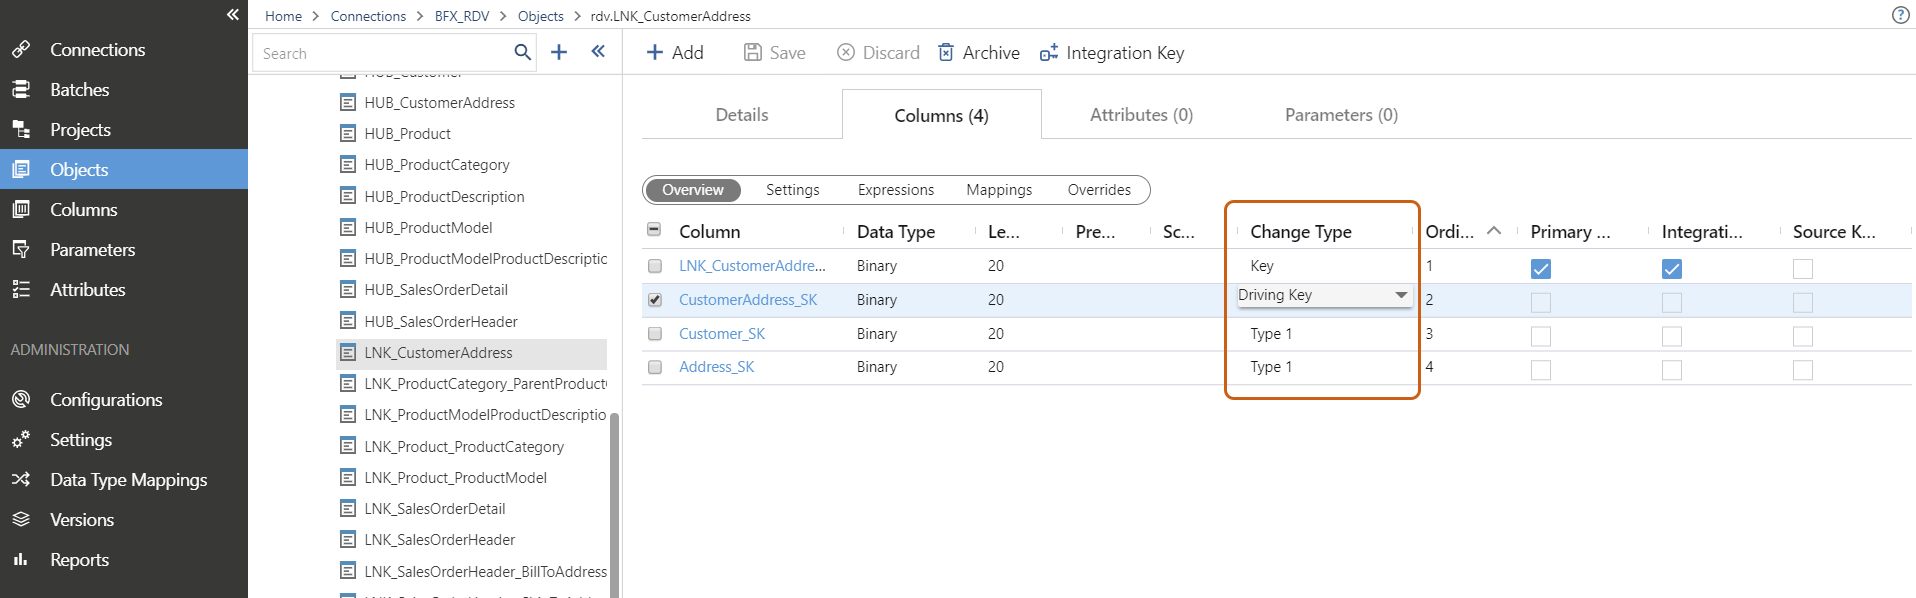 Home > Connections > BFX_RDV > Objects > rdv.LNK_CustomerAddress
Connections
Batches
Projects
Objects
Columns
Parameters
Attributes
ADMINISTRATION
Configurations
Settings
Data Type Mappings
Versions
Reports
Search
HUB_Customer
HUB_CustomerAddress
HUB_Product
HUB_ProductCategory
HUB_ProductDescription
HUB_ProductModel
HUB_ProductModelProductDescriptic
HUB_SalesOrderDetail
HUB_SalesOrderHeader
LNK_CustomerAddress
LNK_ProductCategory_ParentProduct
LNK_ProductModelProductDescriptio
LNK_Product_ProductCategory
LNK_Product_ProductModel
LNK_SalesOrderDetail
LNK_SalesOrderHeader
LNK_SalesOrderHeader_BillToAddress
Add Save Discard Archive Integration Key
Details Columns (4) Attributes (0) Parameters (0)
Overview Settings Expressions Mappings Overrides
Column Data Type Le... Pre... Sc... Change Type Ordi... Primary ... Integrati... Source K...
LNK_CustomerAddre... Binary 20 Key 1
CustomerAddress_SK Binary 20 Driving Key 2
Customer_SK Binary 20 Type 1 3
Address_SK Binary 20 Type 1 4